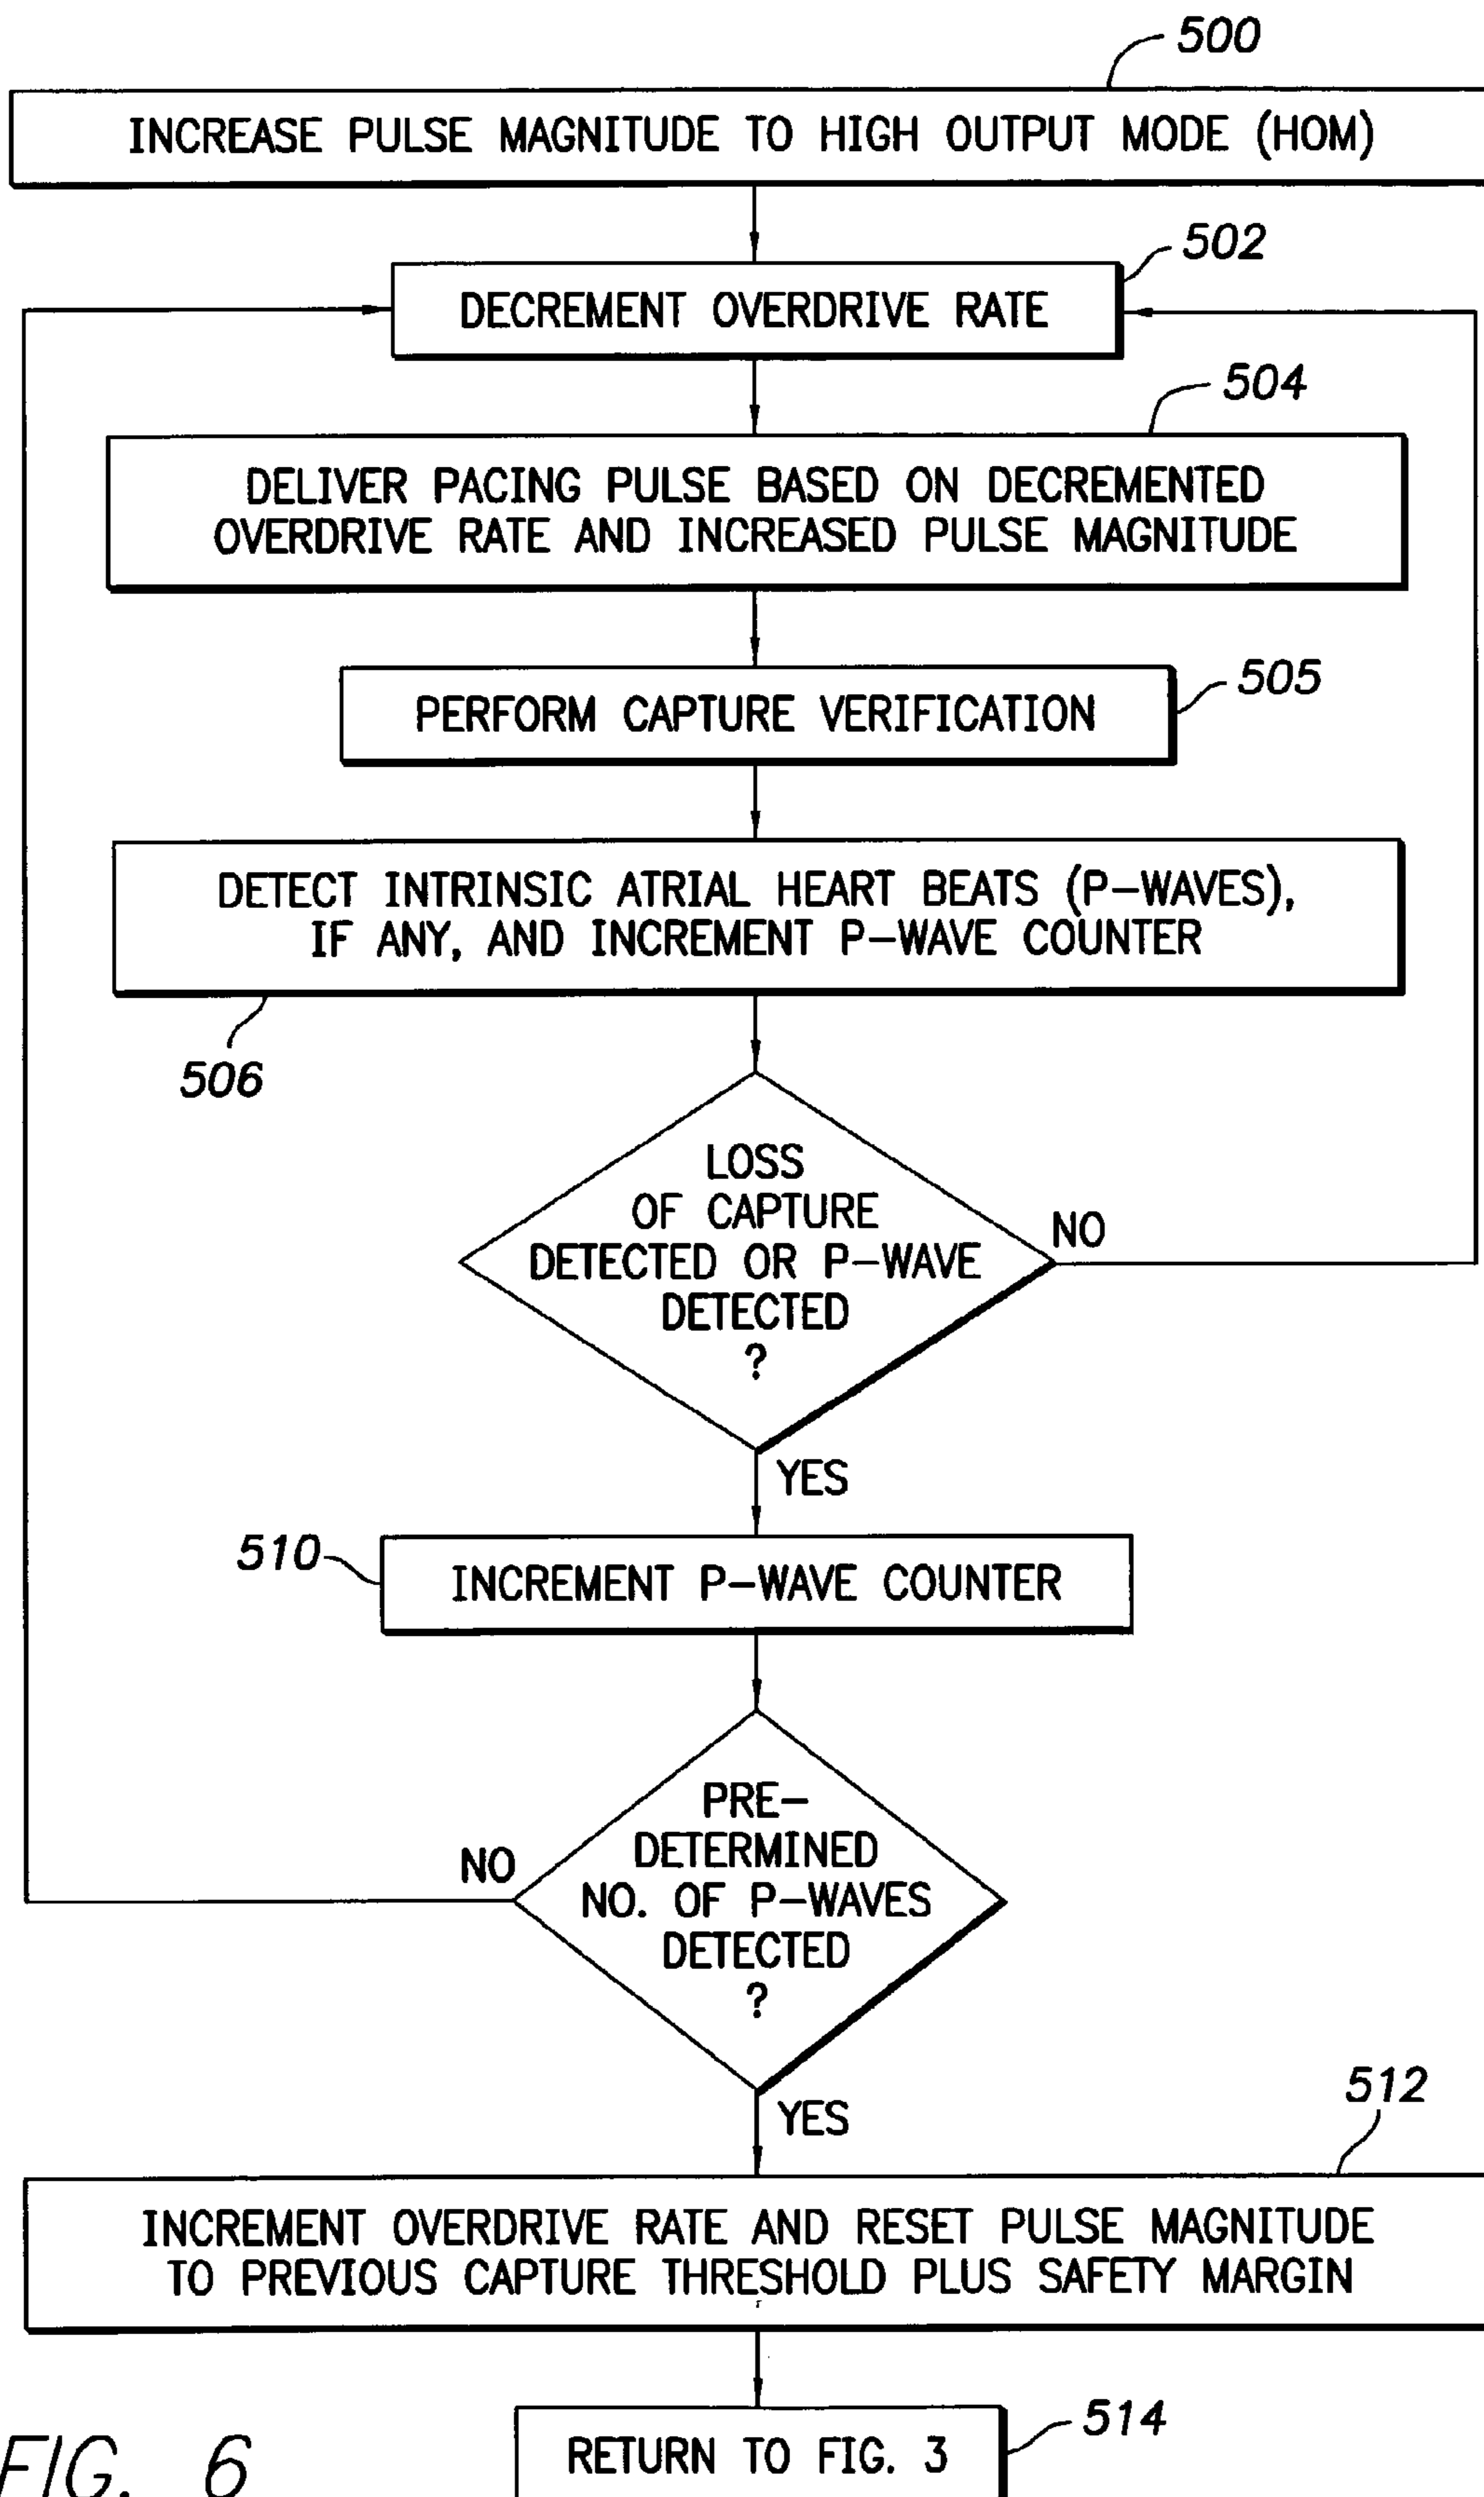 500
INCREASE PULSE MAGNITUDE TO HIGH OUTPUT MODE (HOM)
502
DECREMENT OVERDRIVE RATE
504
DELIVER PACING PULSE BASED ON DECREMENTED
OVERDRIVE RATE AND INCREASED PULSE MAGNITUDE
505
PERFORM CAPTURE VERIFICATION
DETECT INTRINSIC ATRIAL HEART BEATS (P-WAVES),
IF ANY, AND INCREMENT P-WAVE COUNTER
506
LOSS
OF CAPTURE
DETECTED OR P-WAVE
DETECTED
?
NO
YES
510
INCREMENT P-WAVE COUNTER
PRE-
DETERMINED
NO. OF P-WAVES
DETECTED
?
NO
YES
512
INCREMENT OVERDRIVE RATE AND RESET PULSE MAGNITUDE
TO PREVIOUS CAPTURE THRESHOLD PLUS SAFETY MARGIN
514
RETURN TO FIG. 3
FIG. 6